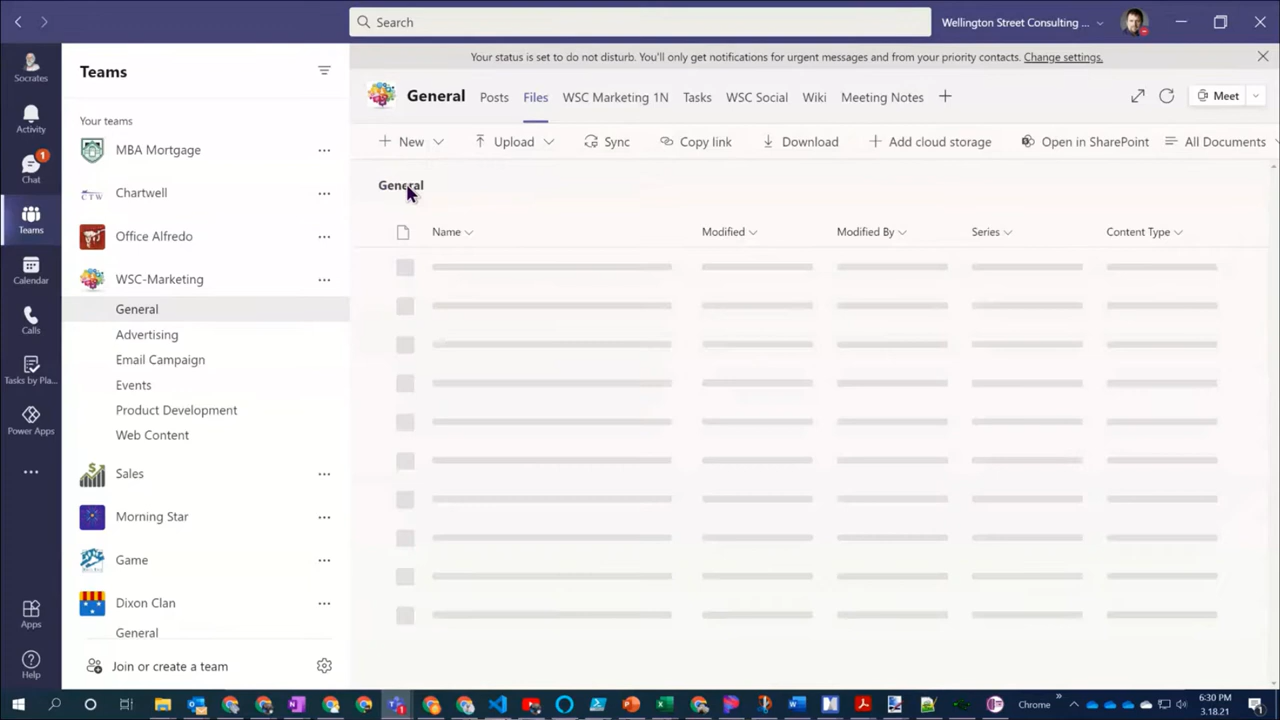 Search
Wellington Street Consulting ...
Socrates
Activity
Chat
1
Teams
Calendar
Calls
Tasks by Pla...
Power Apps
Apps
Help
Teams
Your teams
MBA Mortgage
CTW
Chartwell
Office Alfredo
WSC-Marketing
General
Advertising
Email Campaign
Events
Product Development
Web Content
Sales
Morning Star
Game
Dixon Clan
General
Join or create a team
Your status is set to do not disturb. You'll only get notifications for urgent messages and from your priority contacts. Change settings.
General Posts Files WSC Marketing 1N Tasks WSC Social Wiki Meeting Notes Meet
New Upload Sync Copy link Download Add cloud storage Open in SharePoint All Documents
General
Name Modified Modified By Series Content Type
Chrome
6:30 PM
3.18.21